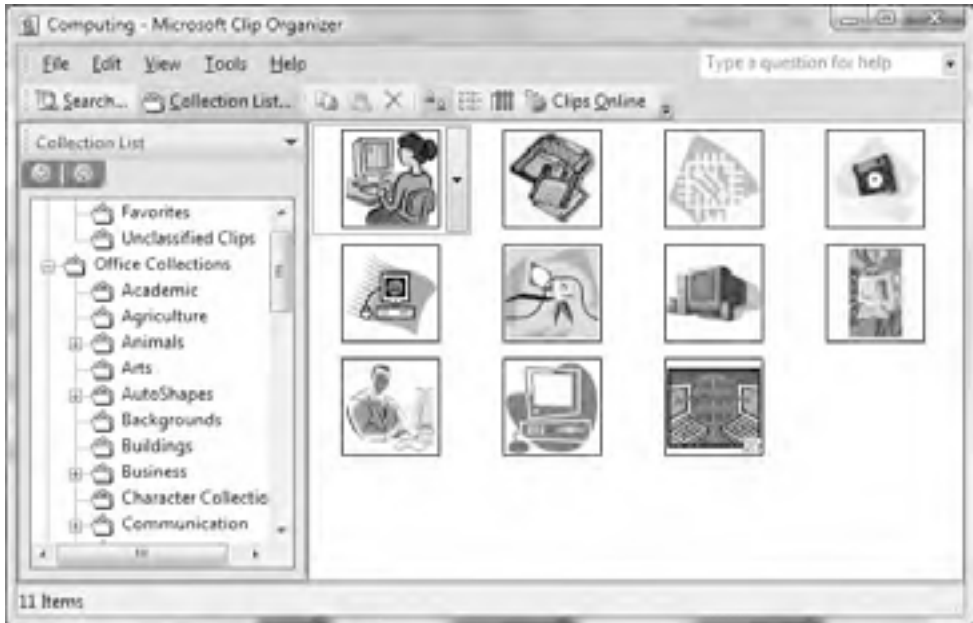 Computing - Microsoft Clip Organizer
File Edit View Tools Help
Type a question for help
Search... Collection List... Clips Online
Collection List
Favorites
Unclassified Clips
Office Collections
Academic
Agriculture
Animals
Arts
AutoShapes
Backgrounds
Buildings
Business
Character Collectio
Communication
11 Items